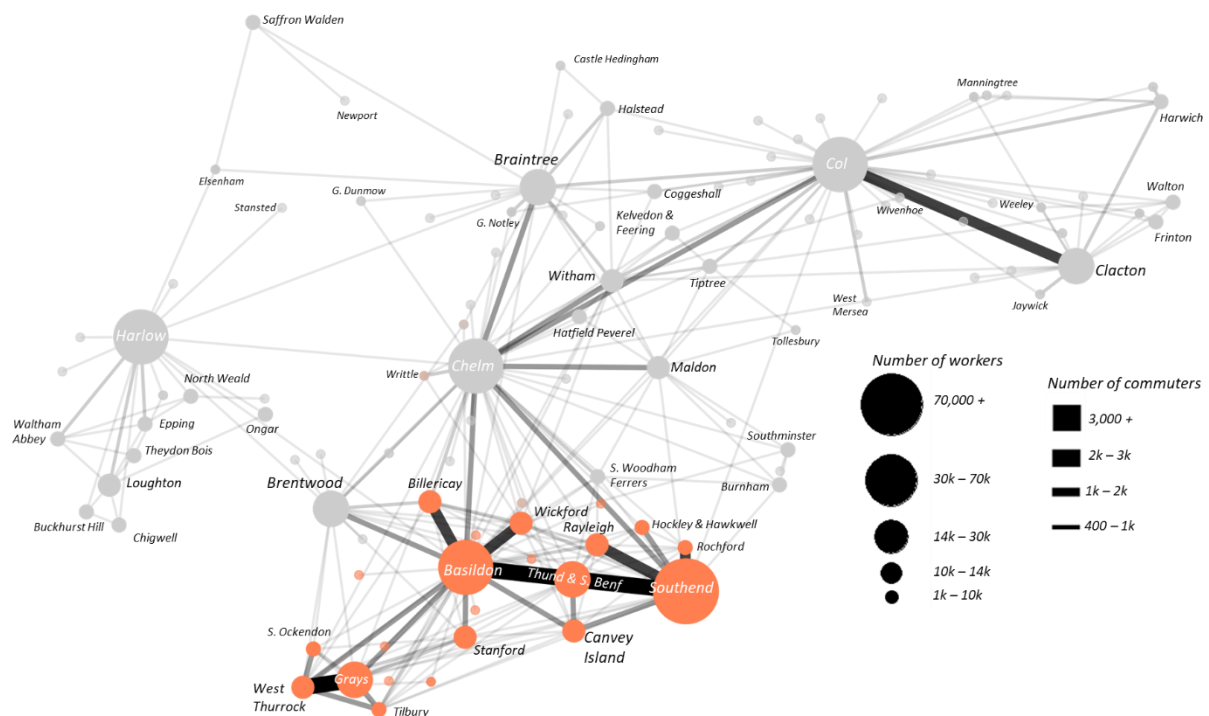 Saffron Walden
Newport
Castle Hedingham
Halstead
Manningtree
Harwich
Braintree
Col
Elsenham
Stansted
G. Dunmow
G. Notley
Coggeshall
Kelvedon &
Feering
Wivenhoe
Weeley
Walton
Frinton
Witham
Tiptree
West
Mersea
Jaywick
Clacton
Harlow
Hatfield Peverel
Tollesbury
Chelm
Writtle
Maldon
North Weald
Waltham
Abbey
Epping
Ongar
Theydon Bois
Loughton
Buckhurst Hill
Chigwell
Brentwood
Billericay
Wickford
Rayleigh
S. Woodham
Ferrers
Southminster
Burnham
Hockley & Hawkwell
Rochford
Basildon
Thund & S. Benf
Southend
S. Ockendon
Stanford
Canvey
Island
West
Thurrock
Grays
Tilbury
Number of workers
70,000 +
30k – 70k
14k – 30k
10k – 14k
1k – 10k
Number of commuters
3,000 +
2k – 3k
1k – 2k
400 – 1k